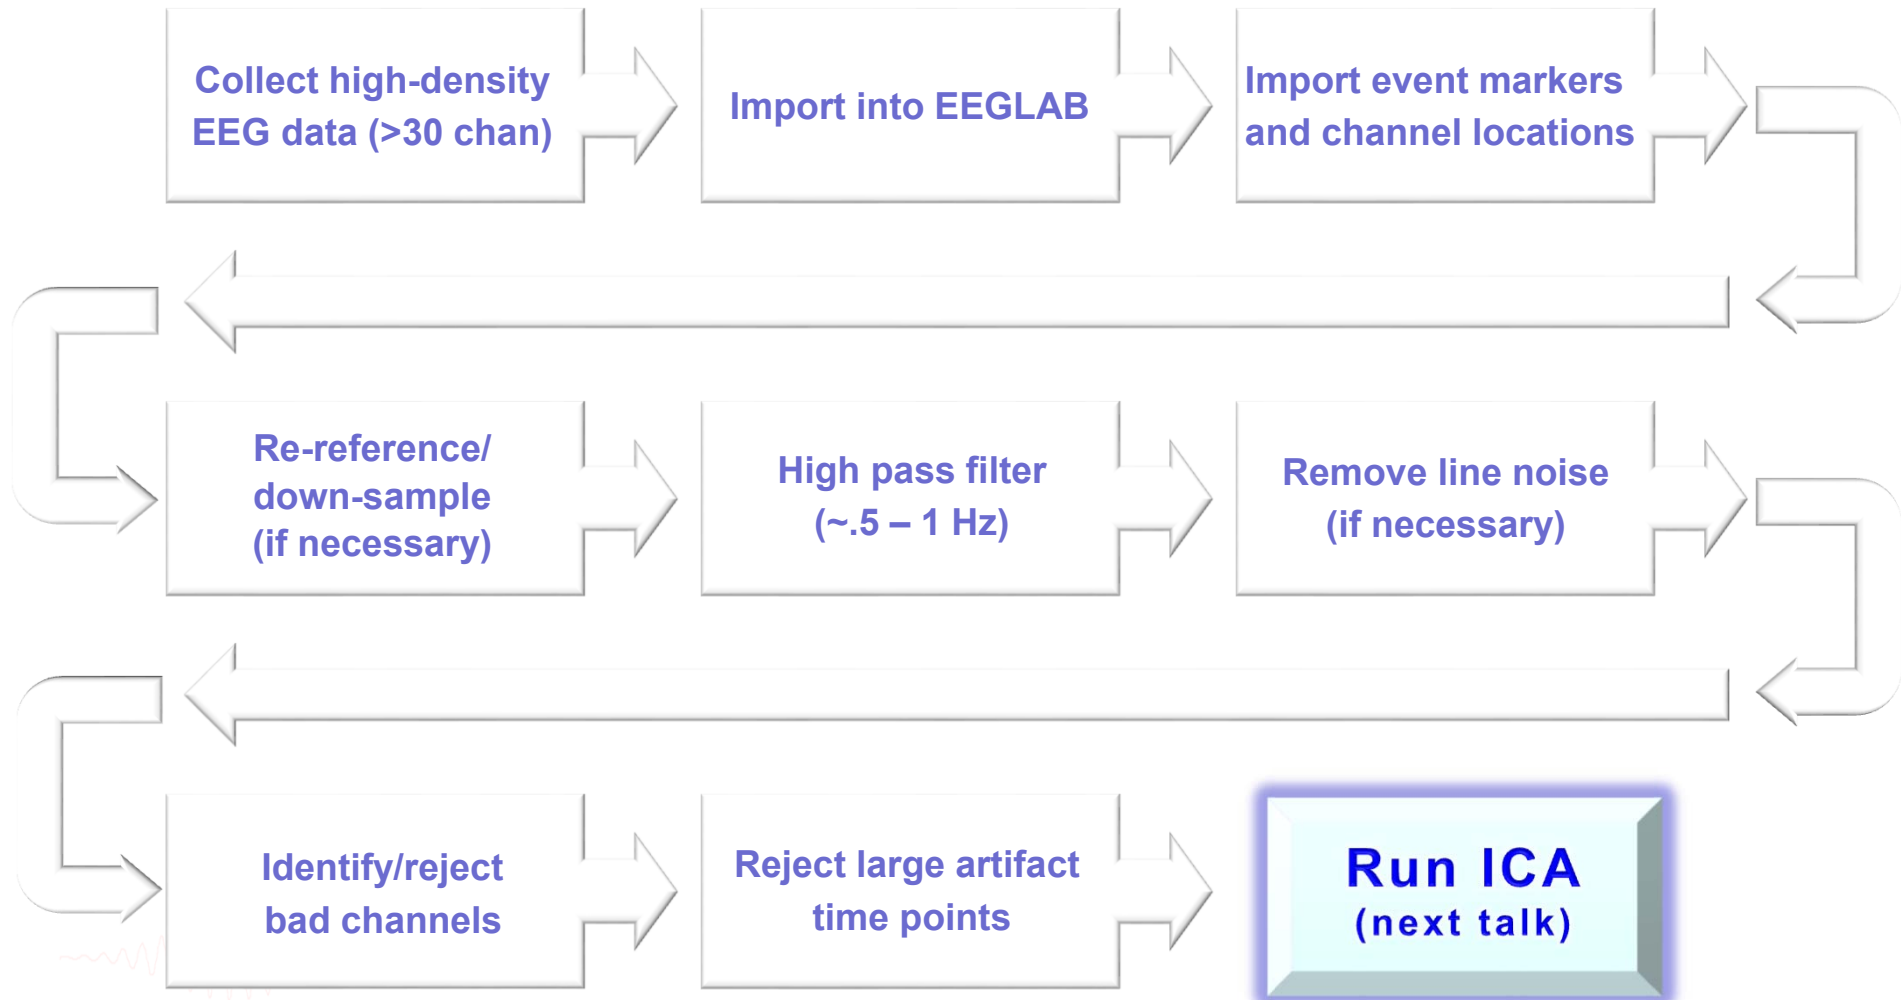 Collect high-density
EEG data (>30 chan)
Import into EEGLAB
Import event markers
and channel locations
Re-reference/
down-sample
(if necessary)
High pass filter
(~.5 – 1 Hz)
Remove line noise
(if necessary)
Identify/reject
bad channels
Reject large artifact
time points
Run ICA
(next talk)